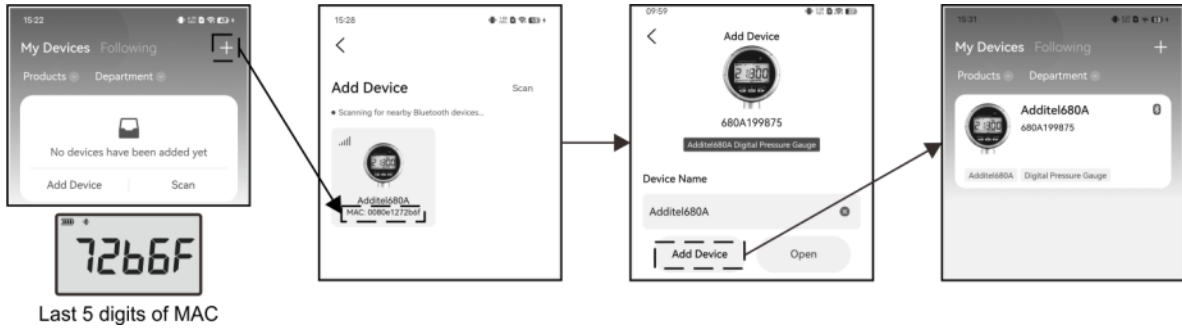 15:22
My Devices Following +
Products Department
No devices have been added yet
Add Device Scan
72b6F
Last 5 digits of MAC
15:28
Add Device Scan
Scanning for nearby Bluetooth devices...
Additel680A
MAC: 0080e1272b6f
09:59
Add Device
21300
680A199875
Additel680A Digital Pressure Gauge
Device Name
Additel680A
Add Device Open
15:31
My Devices Following +
Products Department
Additel680A
680A199875
Additel680A Digital Pressure Gauge